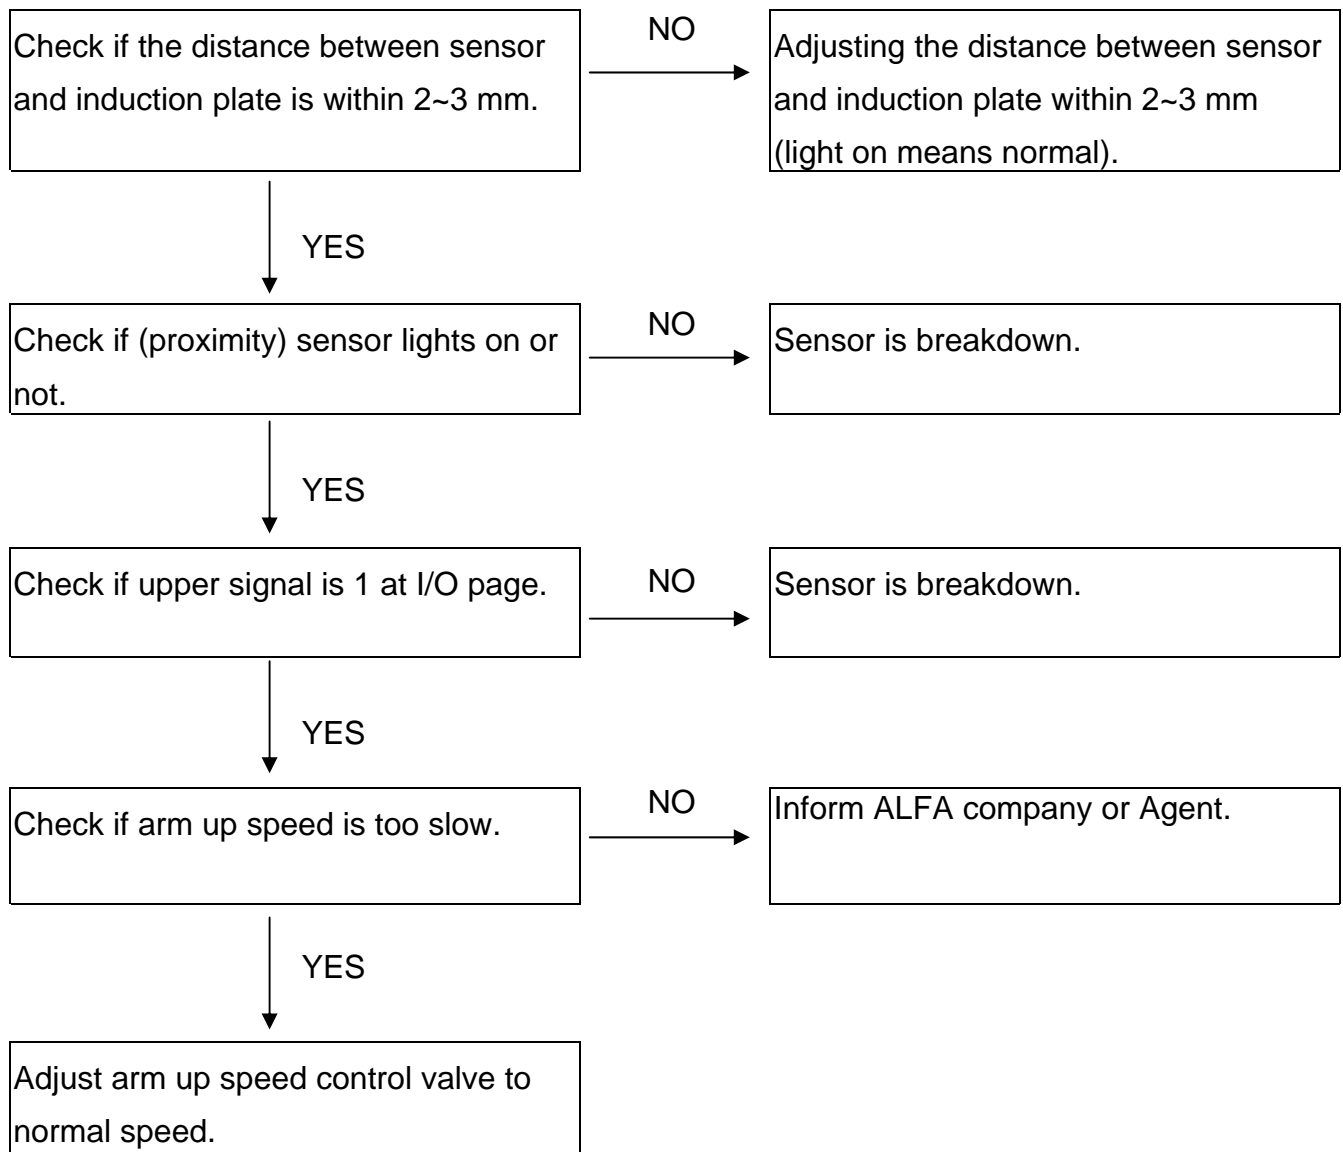 Check if the distance between sensor
and induction plate is within 2~3 mm.
NO
Adjusting the distance between sensor
and induction plate within 2~3 mm
(light on means normal).
YES
Check if (proximity) sensor lights on or
not.
NO
Sensor is breakdown.
YES
Check if upper signal is 1 at I/O page.
NO
Sensor is breakdown.
YES
Check if arm up speed is too slow.
NO
Inform ALFA company or Agent.
YES
Adjust arm up speed control valve to
normal speed.